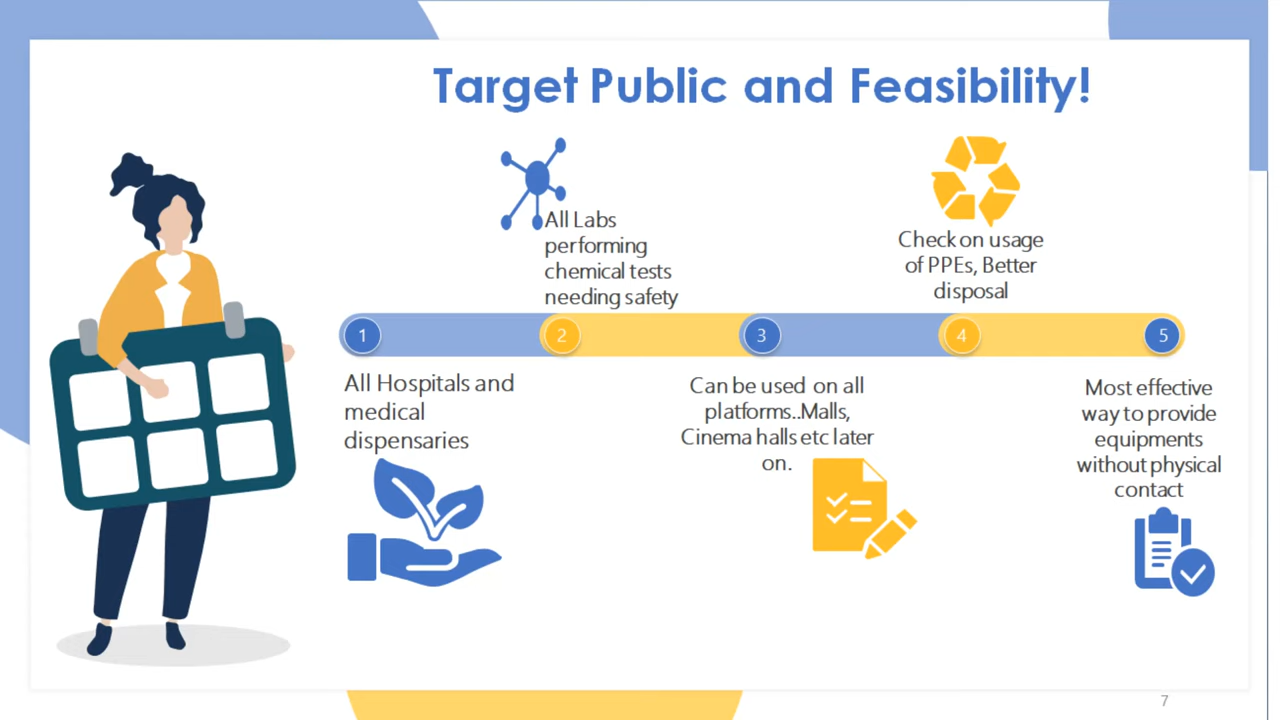 Target Public and Feasibility!
All Labs
performing
chemical tests
needing safety
Check on usage
of PPEs, Better
disposal
1
2
3
4
5
All Hospitals and
medical
dispensaries
Can be used on all
platforms..Malls,
Cinema halls etc later
on.
Most effective
way to provide
equipments
without physical
contact
7